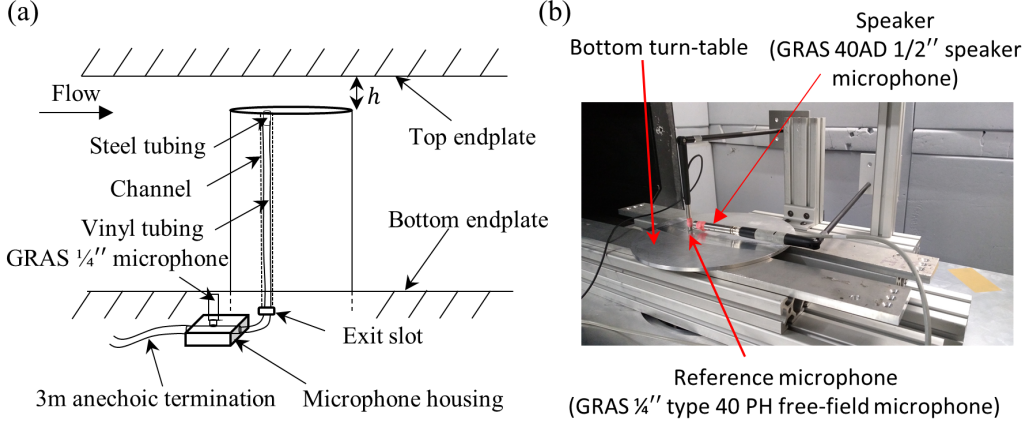 (a)
Flow
h
Steel tubing
Top endplate
Channel
Vinyl tubing
Bottom endplate
GRAS ¼′′ microphone
Exit slot
3m anechoic termination
Microphone housing
(b)
Speaker
(GRAS 40AD 1/2′′ speaker
microphone)
Bottom turn-table
Reference microphone
(GRAS ¼′′ type 40 PH free-field microphone)